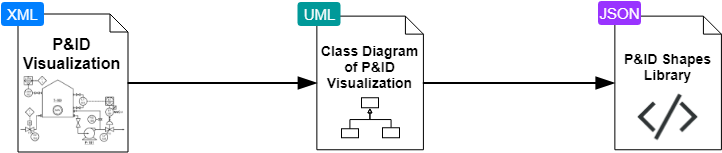 XML
P&ID
Visualization
UML
Class Diagram
of P&ID
Visualization
JSON
P&ID Shapes
Library
</>